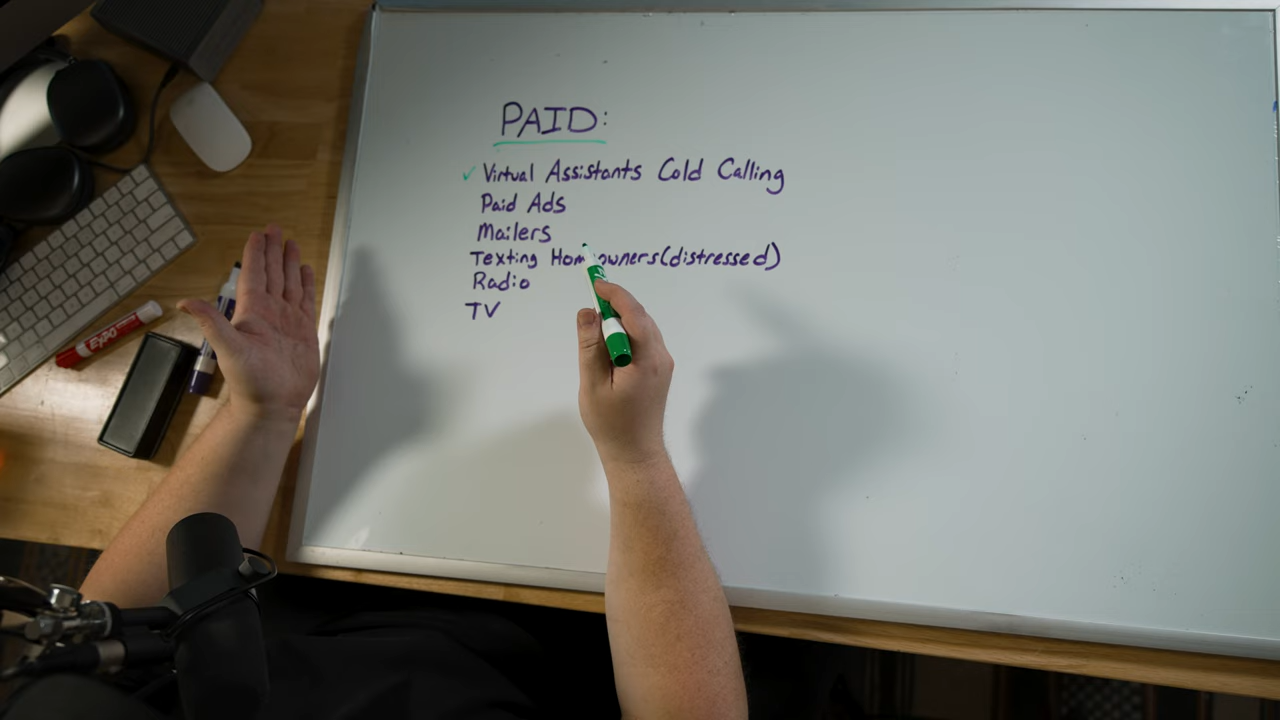 PAID:
✓ Virtual Assistants Cold Calling
Paid Ads
Mailers
Texting Homeowners(distressed)
Radio
TV
EXPO